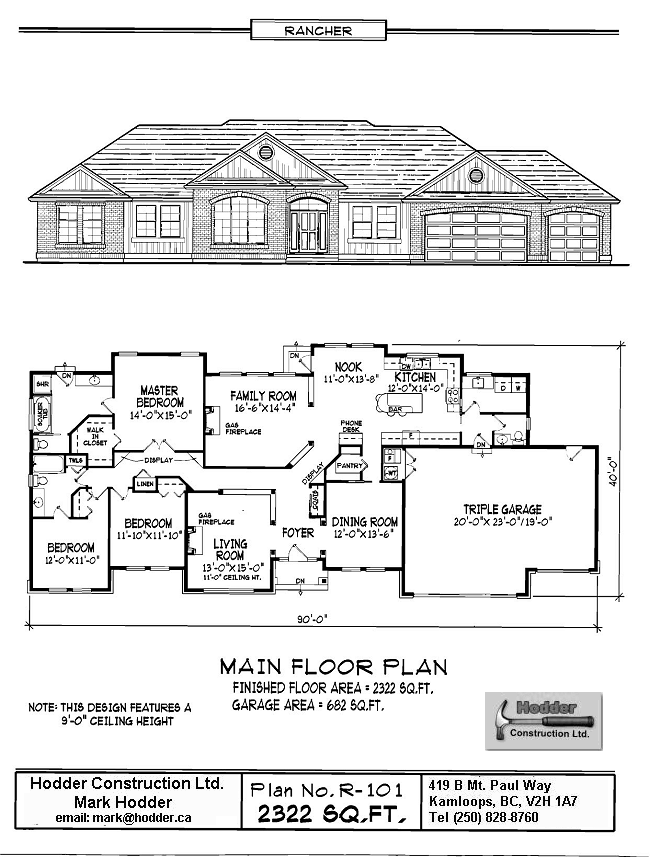 RANCHER
DN
NOOK
11'-0"X13'-8"
DW
KITCHEN
12'-0"X14'-0"
BAR
D W
SHR
DN
SOAKER
TUB
MASTER
BEDROOM
14'-0"X15'-0"
FAMILY ROOM
16'-6"X14'-4"
GAS
FIREPLACE
WALK
IN
CLOSET
PHONE
DESK
F
DN
TWLS
DISPLAY
LINEN
DISPLAY
PANTRY
F
WT
COATS
TRIPLE GARAGE
20'-0" X 23'-0"/19'-0"
40'-0"
BEDROOM
12'-0"X11'-0"
BEDROOM
11'-10"X11'-10"
GAS
FIREPLACE
LIVING
ROOM
13'-0"X15'-0"
11'-0" CEILING HT.
FOYER
DINING ROOM
12'-0"X13'-6"
DN
90'-0"
MAIN FLOOR PLAN
FINISHED FLOOR AREA = 2322 SQ.FT.
GARAGE AREA = 682 SQ.FT.
NOTE: THIS DESIGN FEATURES A
9'-0" CEILING HEIGHT
Hodder
Construction Ltd.
Hodder Construction Ltd.
Mark Hodder
email: mark@hodder.ca
Plan No. R-101
2322 SQ.FT.
419 B Mt. Paul Way
Kamloops, BC, V2H 1A7
Tel (250) 828-8760